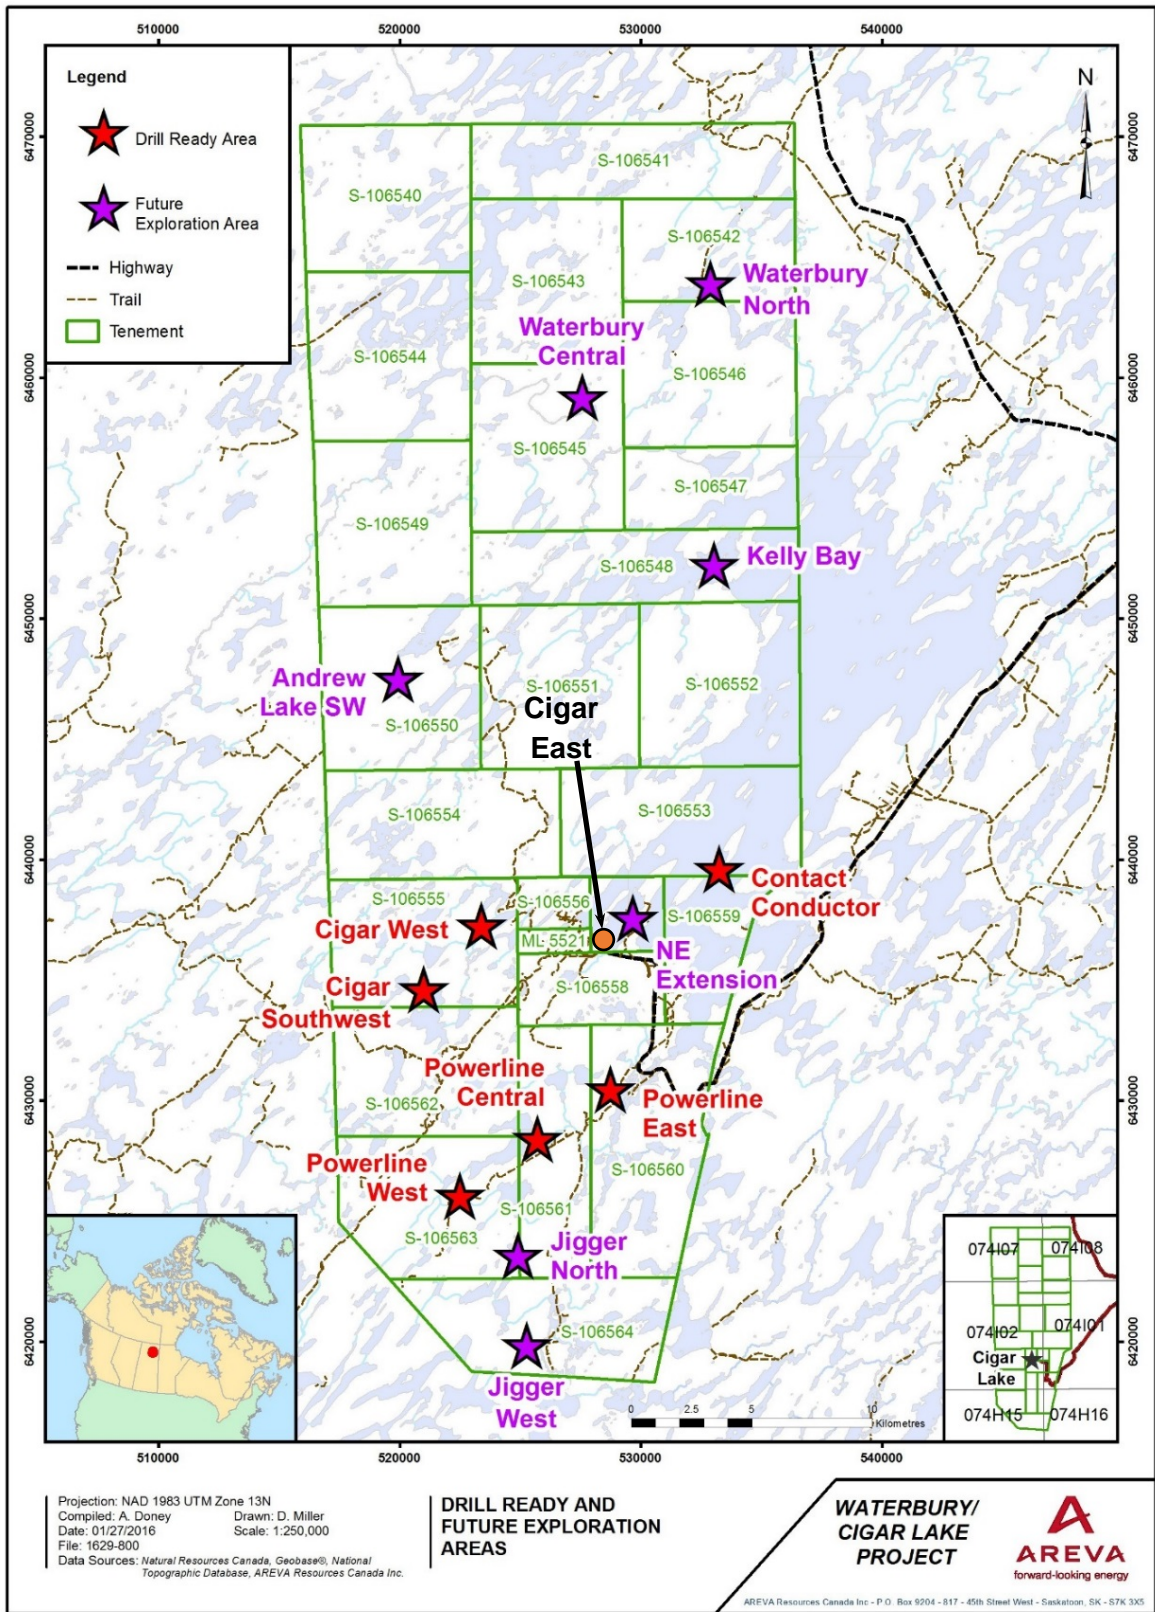 510000
520000
530000
540000
Legend
Drill Ready Area
Future
Exploration Area
Highway
Trail
Tenement
N
6470000
6460000
6450000
6440000
6430000
6420000
6470000
6460000
6450000
6440000
6430000
6420000
S-106540
S-106541
S-106542
S-106543
Waterbury
North
Waterbury
Central
S-106544
S-106546
S-106545
S-106547
S-106549
S-106548
Kelly Bay
Andrew
Lake SW
S-106550
S-106551
S-106552
Cigar
East
S-106554
S-106553
Contact
Conductor
S-106555
S-106556
S-106559
Cigar West
ML 5521
NE
Extension
Cigar
Southwest
S-106558
Powerline
Central
S-106562
Powerline
East
Powerline
West
S-106560
S-106561
S-106563
Jigger
North
S-106564
Jigger
West
0
2.5
5
10
Kilometres
074I07
074I08
074I02
074I01
Cigar
Lake
074H15
074H16
510000
520000
530000
540000
Projection: NAD 1983 UTM Zone 13N
Compiled: A. Doney Drawn: D. Miller
Date: 01/27/2016 Scale: 1:250,000
File: 1629-800
Data Sources: Natural Resources Canada, Geobase®, National
Topographic Database, AREVA Resources Canada Inc.
DRILL READY AND
FUTURE EXPLORATION
AREAS
WATERBURY/
CIGAR LAKE
PROJECT
AREVA
forward-looking energy
AREVA Resources Canada Inc - P.O. Box 9204 - 817 - 45th Street West - Saskatoon, SK - S7K 3X5